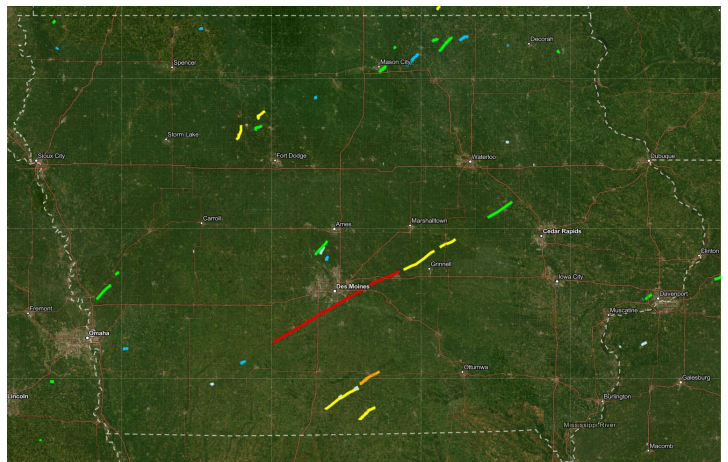 Decorah
Mason City
Spencer
Storm Lake
Sioux City
Fort Dodge
Waterloo
Dubuque
Carroll
Ames
Marshalltown
Cedar Rapids
Clinton
Grinnell
Iowa City
Des Moines
Davenport
Fremont
Muscatine
Omaha
Ottumwa
Galesburg
Lincoln
Burlington
Mississippi River
Macomb